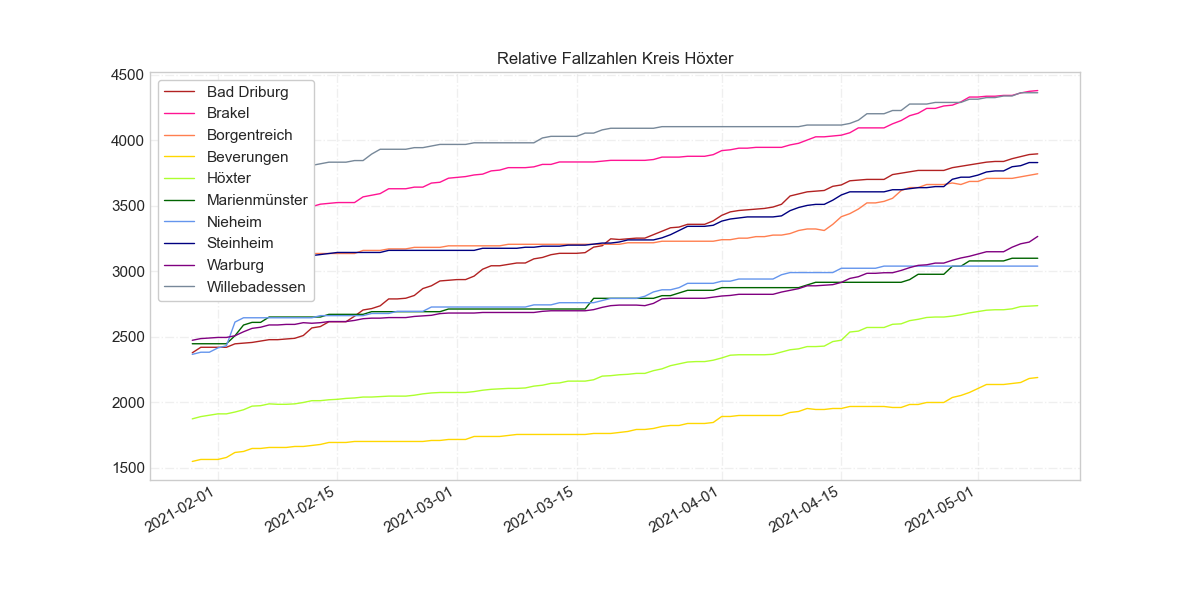 Relative Fallzahlen Kreis Höxter
4500
4000
3500
3000
2500
2000
1500
Bad Driburg
Brakel
Borgentreich
Beverungen
Höxter
Marienmünster
Nieheim
Steinheim
Warburg
Willebadessen
2021-02-01
2021-02-15
2021-03-01
2021-03-15
2021-04-01
2021-04-15
2021-05-01